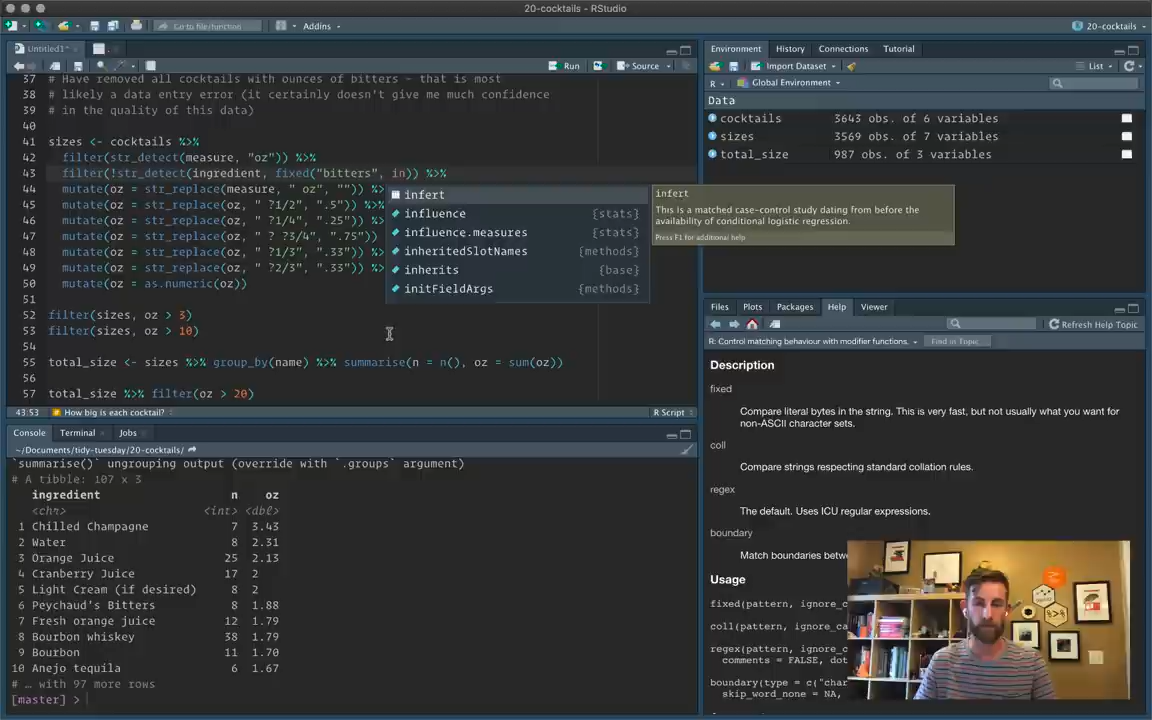 20-cocktails - RStudio
Go to file/function
Addins
20-cocktails
Untitled1*
Run
Source
37 # Have removed all cocktails with ounces of bitters - that is most
38 # likely a data entry error (it certainly doesn't give me much confidence
39 # in the quality of this data)
40
41 sizes <- cocktails %>%
42 filter(str_detect(measure, "oz")) %>%
43 filter(!str_detect(ingredient, fixed("bitters", in)) %>%
44 mutate(oz = str_replace(measure, " oz", "")) %>
45 mutate(oz = str_replace(oz, " ?1/2", ".5")) %>%
46 mutate(oz = str_replace(oz, " ?1/4", ".25")) %>
47 mutate(oz = str_replace(oz, " ? ?3/4", ".75"))
48 mutate(oz = str_replace(oz, " ?1/3", ".33")) %>
49 mutate(oz = str_replace(oz, " ?2/3", ".33")) %>
50 mutate(oz = as.numeric(oz))
51
52 filter(sizes, oz > 3)
53 filter(sizes, oz > 10)
54
55 total_size <- sizes %>% group_by(name) %>% summarise(n = n(), oz = sum(oz))
56
57 total_size %>% filter(oz > 20)
infert
influence {stats}
influence.measures {stats}
inheritedSlotNames {methods}
inherits {base}
initFieldArgs {methods}
infert
This is a matched case-control study dating from before the
availability of conditional logistic regression.
Press F1 for additional help
43:53 # How big is each cocktail? R Script
Console Terminal Jobs
~/Documents/tidy-tuesday/20-cocktails/
`summarise()` ungrouping output (override with `.groups` argument)
# A tibble: 107 x 3
ingredient n oz
<chr> <int> <dbl>
1 Chilled Champagne 7 3.43
2 Water 8 2.31
3 Orange Juice 25 2.13
4 Cranberry Juice 17 2
5 Light Cream (if desired) 8 2
6 Peychaud's Bitters 8 1.88
7 Fresh orange juice 12 1.79
8 Bourbon whiskey 38 1.79
9 Bourbon 11 1.70
10 Anejo tequila 6 1.67
# … with 97 more rows
[master] >
Environment History Connections Tutorial
Import Dataset List
R Global Environment
Data
cocktails 3643 obs. of 6 variables
sizes 3569 obs. of 7 variables
total_size 987 obs. of 3 variables
Files Plots Packages Help Viewer
Refresh Help Topic
R: Control matching behaviour with modifier functions. Find in Topic
Description
fixed
Compare literal bytes in the string. This is very fast, but not usually what you want for
non-ASCII character sets.
coll
Compare strings respecting standard collation rules.
regex
The default. Uses ICU regular expressions.
boundary
Match boundaries betw
Usage
fixed(pattern, ignore_c
coll(pattern, ignore_ca
regex(pattern, ignore_c
comments = FALSE, dot
boundary(type = c("char
skip_word_none = NA,